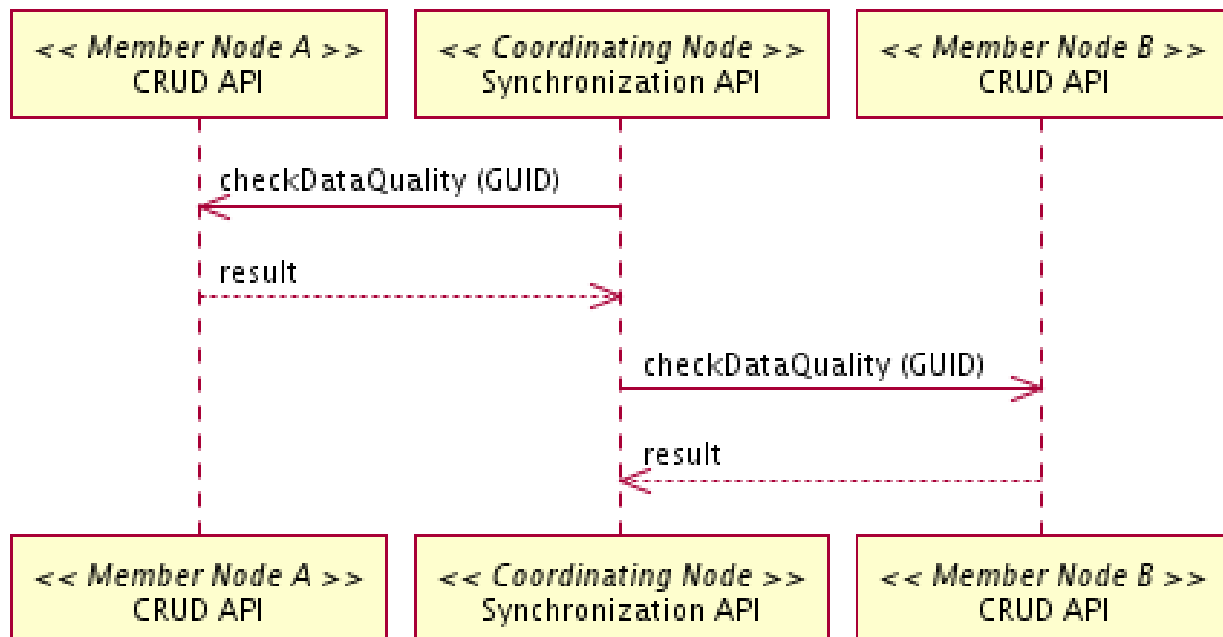 << Member Node A >>
CRUD API
<< Coordinating Node >>
Synchronization API
<< Member Node B >>
CRUD API
checkDataQuality (GUID)
result
checkDataQuality (GUID)
result
<< Member Node A >>
CRUD API
<< Coordinating Node >>
Synchronization API
<< Member Node B >>
CRUD API